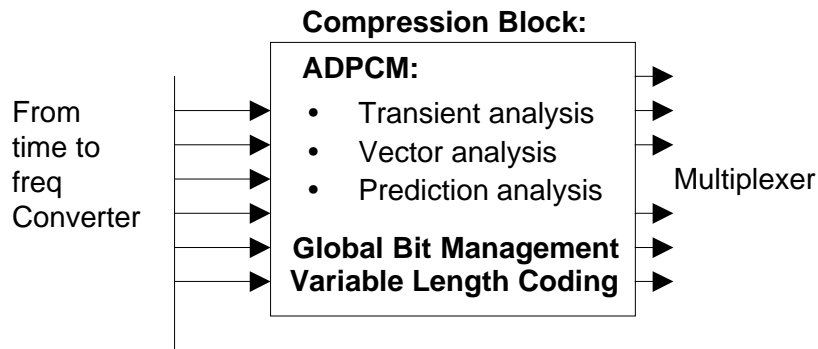 Compression Block:
ADPCM:
• Transient analysis
• Vector analysis
• Prediction analysis
Global Bit Management
Variable Length Coding
From
time to
freq
Converter
Multiplexer